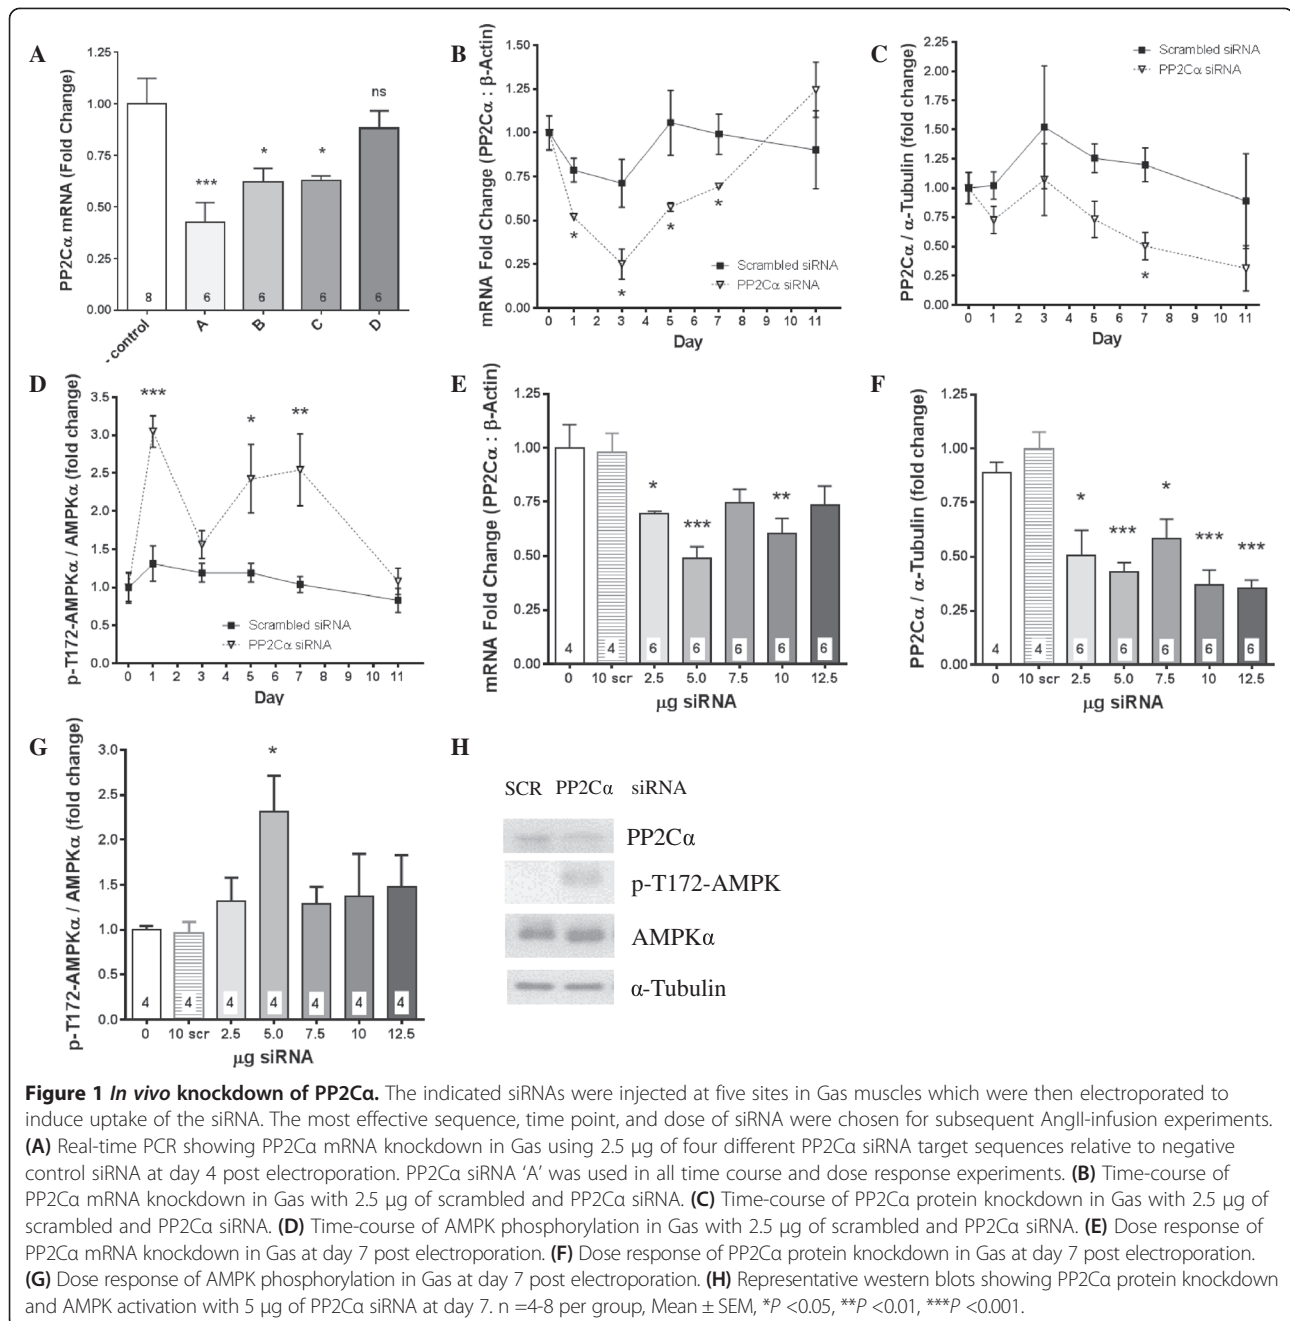 A
PP2Cα mRNA (Fold Change)
1.25
1.00
0.75
0.50
0.25
0.00
***
*
*
ns
8
6
6
6
6
- control
A
B
C
D
B
mRNA Fold Change (PP2Cα : β-Actin)
1.50
1.25
1.00
0.75
0.50
0.25
0.00
*
*
*
*
Scrambled siRNA
PP2Cα siRNA
0 1 2 3 4 5 6 7 8 9 10 11
Day
C
PP2Cα / α-Tubulin (fold change)
2.25
2.00
1.75
1.50
1.25
1.00
0.75
0.50
0.25
0.00
Scrambled siRNA
PP2Cα siRNA
*
0 1 2 3 4 5 6 7 8 9 10 11
Day
D
p-T172-AMPKα / AMPKα (fold change)
3.5
3.0
2.5
2.0
1.5
1.0
0.5
0.0
***
*
**
Scrambled siRNA
PP2Cα siRNA
0 1 2 3 4 5 6 7 8 9 10 11
Day
E
mRNA Fold Change (PP2Cα : β-Actin)
1.25
1.00
0.75
0.50
0.25
0.00
*
***
**
4 4 6 6 6 6 6
0 10 scr 2.5 5.0 7.5 10 12.5
μg siRNA
F
PP2Cα / α-Tubulin (fold change)
1.25
1.00
0.75
0.50
0.25
0.00
*
***
*
***
***
4 4 6 6 6 6 6
0 10 scr 2.5 5.0 7.5 10 12.5
μg siRNA
G
p-T172-AMPKα / AMPKα (fold change)
3.0
2.5
2.0
1.5
1.0
0.5
0.0
*
4 4 4 4 4 4 4
0 10 scr 2.5 5.0 7.5 10 12.5
μg siRNA
H
SCR PP2Cα siRNA
PP2Cα
p-T172-AMPK
AMPKα
α-Tubulin
Figure 1 In vivo knockdown of PP2Cα. The indicated siRNAs were injected at five sites in Gas muscles which were then electroporated to
induce uptake of the siRNA. The most effective sequence, time point, and dose of siRNA were chosen for subsequent AngII-infusion experiments.
(A) Real-time PCR showing PP2Cα mRNA knockdown in Gas using 2.5 μg of four different PP2Cα siRNA target sequences relative to negative
control siRNA at day 4 post electroporation. PP2Cα siRNA ‘A’ was used in all time course and dose response experiments. (B) Time-course of
PP2Cα mRNA knockdown in Gas with 2.5 μg of scrambled and PP2Cα siRNA. (C) Time-course of PP2Cα protein knockdown in Gas with 2.5 μg of
scrambled and PP2Cα siRNA. (D) Time-course of AMPK phosphorylation in Gas with 2.5 μg of scrambled and PP2Cα siRNA. (E) Dose response of
PP2Cα mRNA knockdown in Gas at day 7 post electroporation. (F) Dose response of PP2Cα protein knockdown in Gas at day 7 post electroporation.
(G) Dose response of AMPK phosphorylation in Gas at day 7 post electroporation. (H) Representative western blots showing PP2Cα protein knockdown
and AMPK activation with 5 μg of PP2Cα siRNA at day 7. n =4-8 per group, Mean ± SEM, *P <0.05, **P <0.01, ***P <0.001.